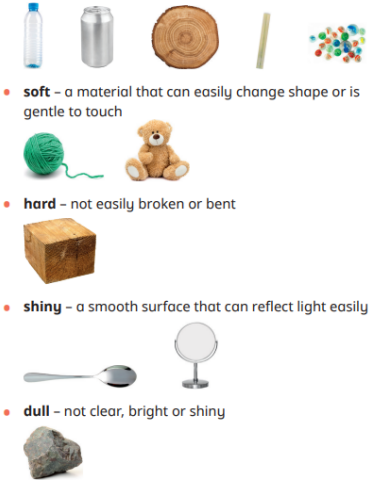 soft – a material that can easily change shape or is
gentle to touch
hard – not easily broken or bent
shiny – a smooth surface that can reflect light easily
dull – not clear, bright or shiny